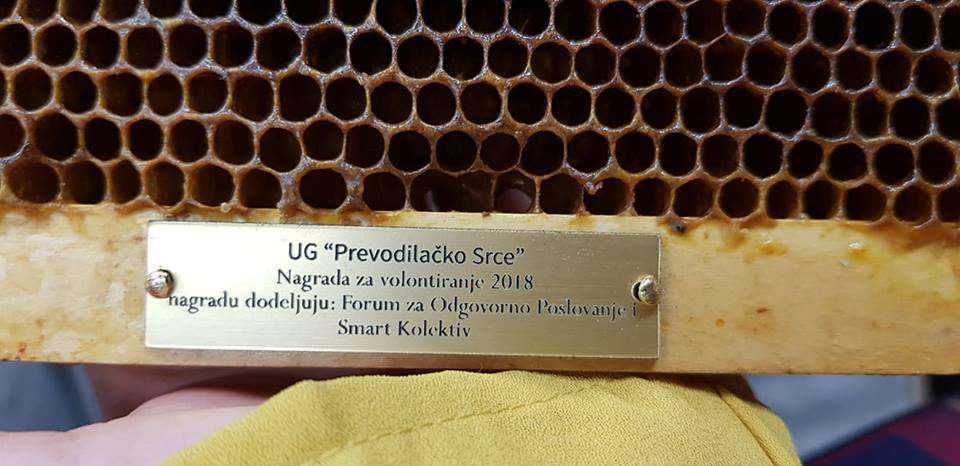 UG “Prevodilačko Srce”
Nagrada za volontiranje 2018
nagradu dodeljuju: Forum za Odgovorno Poslovanje i
Smart Kolektiv